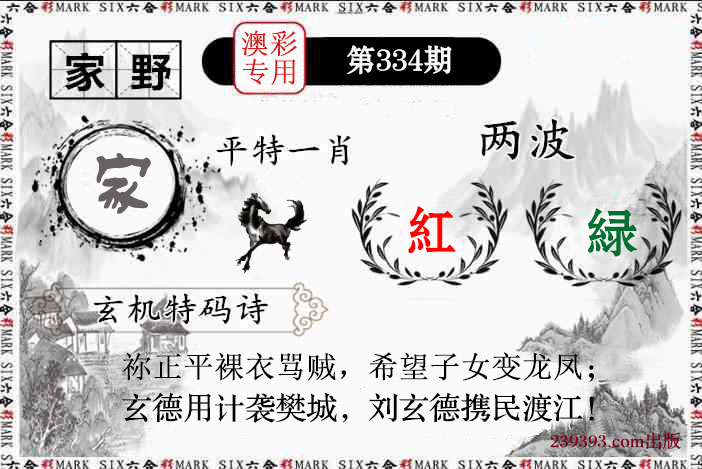 六合彩MARK SIX六合彩MARK SIX六合彩MARK SIX六合彩MARK SIX六合彩MARK SIX六合
家野
澳彩
专用
第334期
家
平特一肖
两波
紅
緑
玄机特码诗
祢正平裸衣骂贼，希望子女变龙凤；
玄德用计袭樊城，刘玄德携民渡江！
239393.com出版